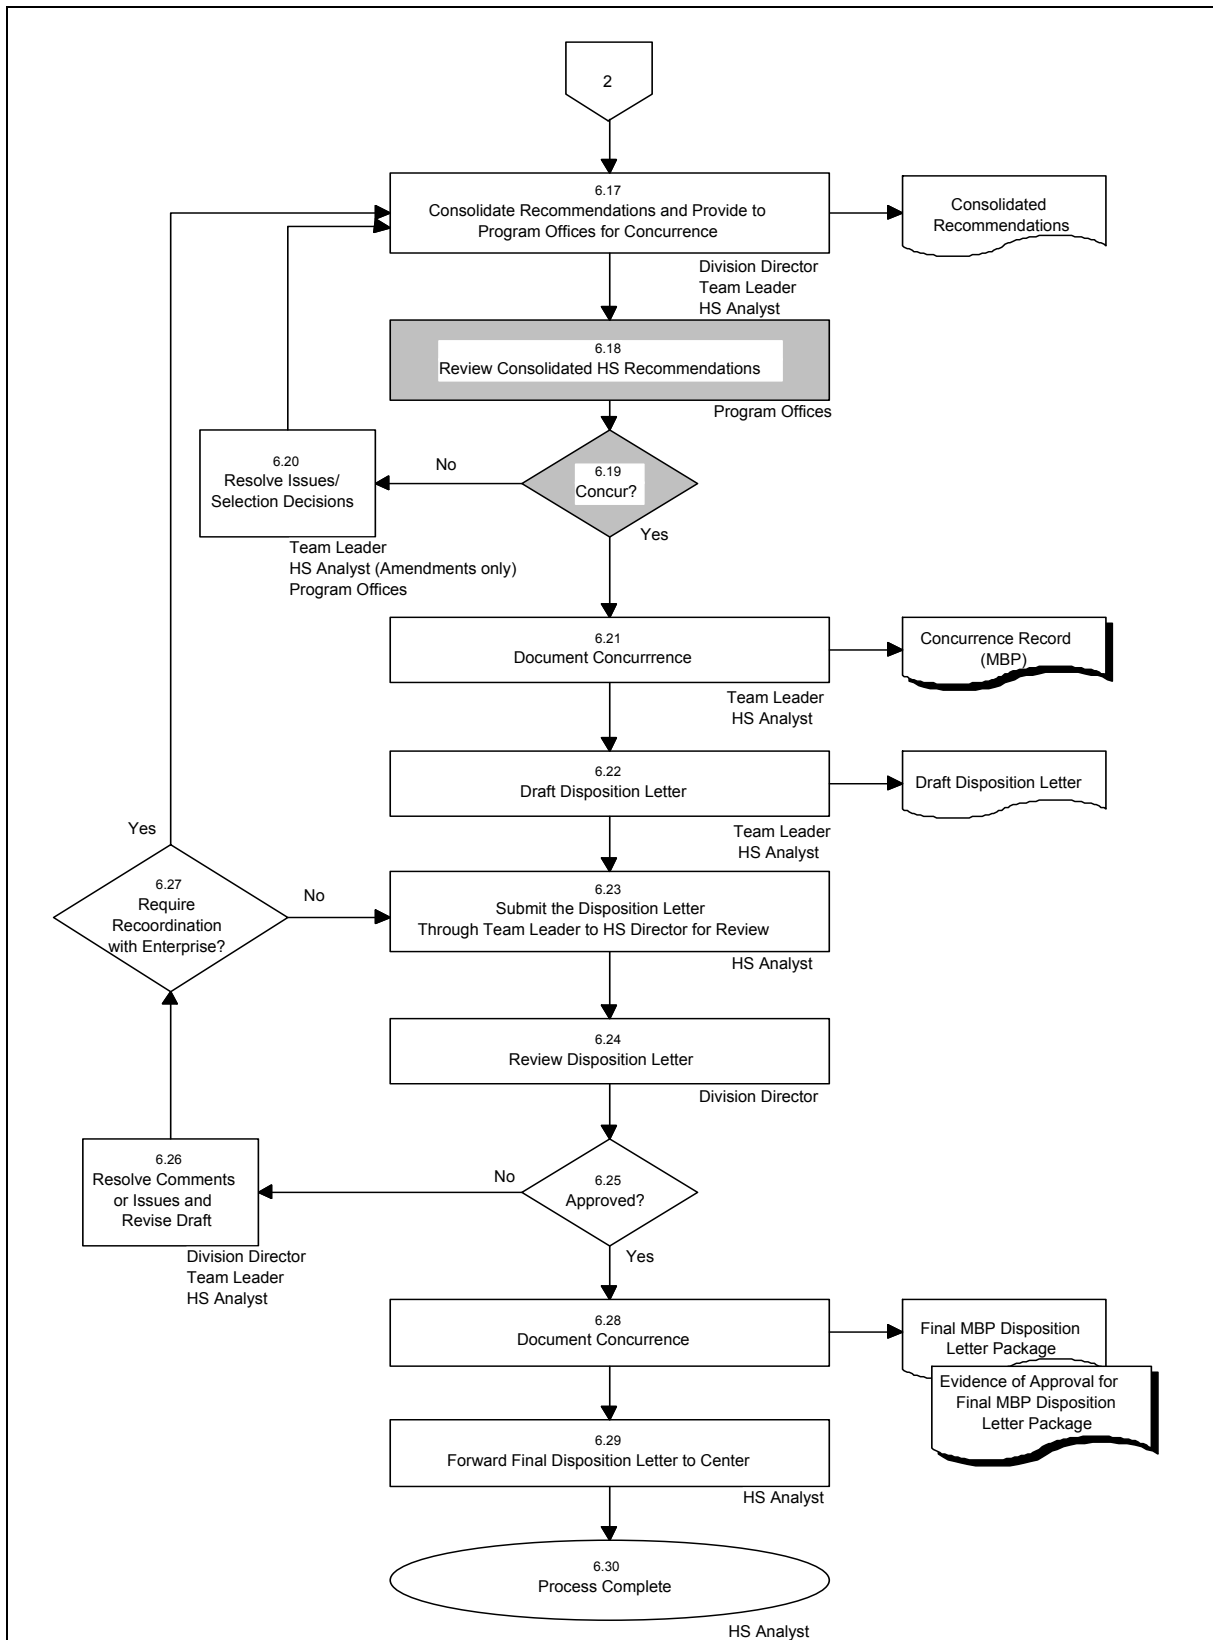 2
6.17
Consolidate Recommendations and Provide to
Program Offices for Concurrence
Consolidated
Recommendations
Division Director
Team Leader
HS Analyst
6.18
Review Consolidated HS Recommendations
Program Offices
6.19
Concur?
No
Yes
6.20
Resolve Issues/
Selection Decisions
Team Leader
HS Analyst (Amendments only)
Program Offices
6.21
Document Concurrrence
Concurrence Record
(MBP)
Team Leader
HS Analyst
6.22
Draft Disposition Letter
Draft Disposition Letter
Team Leader
HS Analyst
Yes
6.27
Require
Recoordination
with Enterprise?
No
6.23
Submit the Disposition Letter
Through Team Leader to HS Director for Review
HS Analyst
6.24
Review Disposition Letter
Division Director
6.25
Approved?
No
Yes
6.26
Resolve Comments
or Issues and
Revise Draft
Division Director
Team Leader
HS Analyst
6.28
Document Concurrence
Final MBP Disposition
Letter Package
Evidence of Approval for
Final MBP Disposition
Letter Package
6.29
Forward Final Disposition Letter to Center
HS Analyst
6.30
Process Complete
HS Analyst